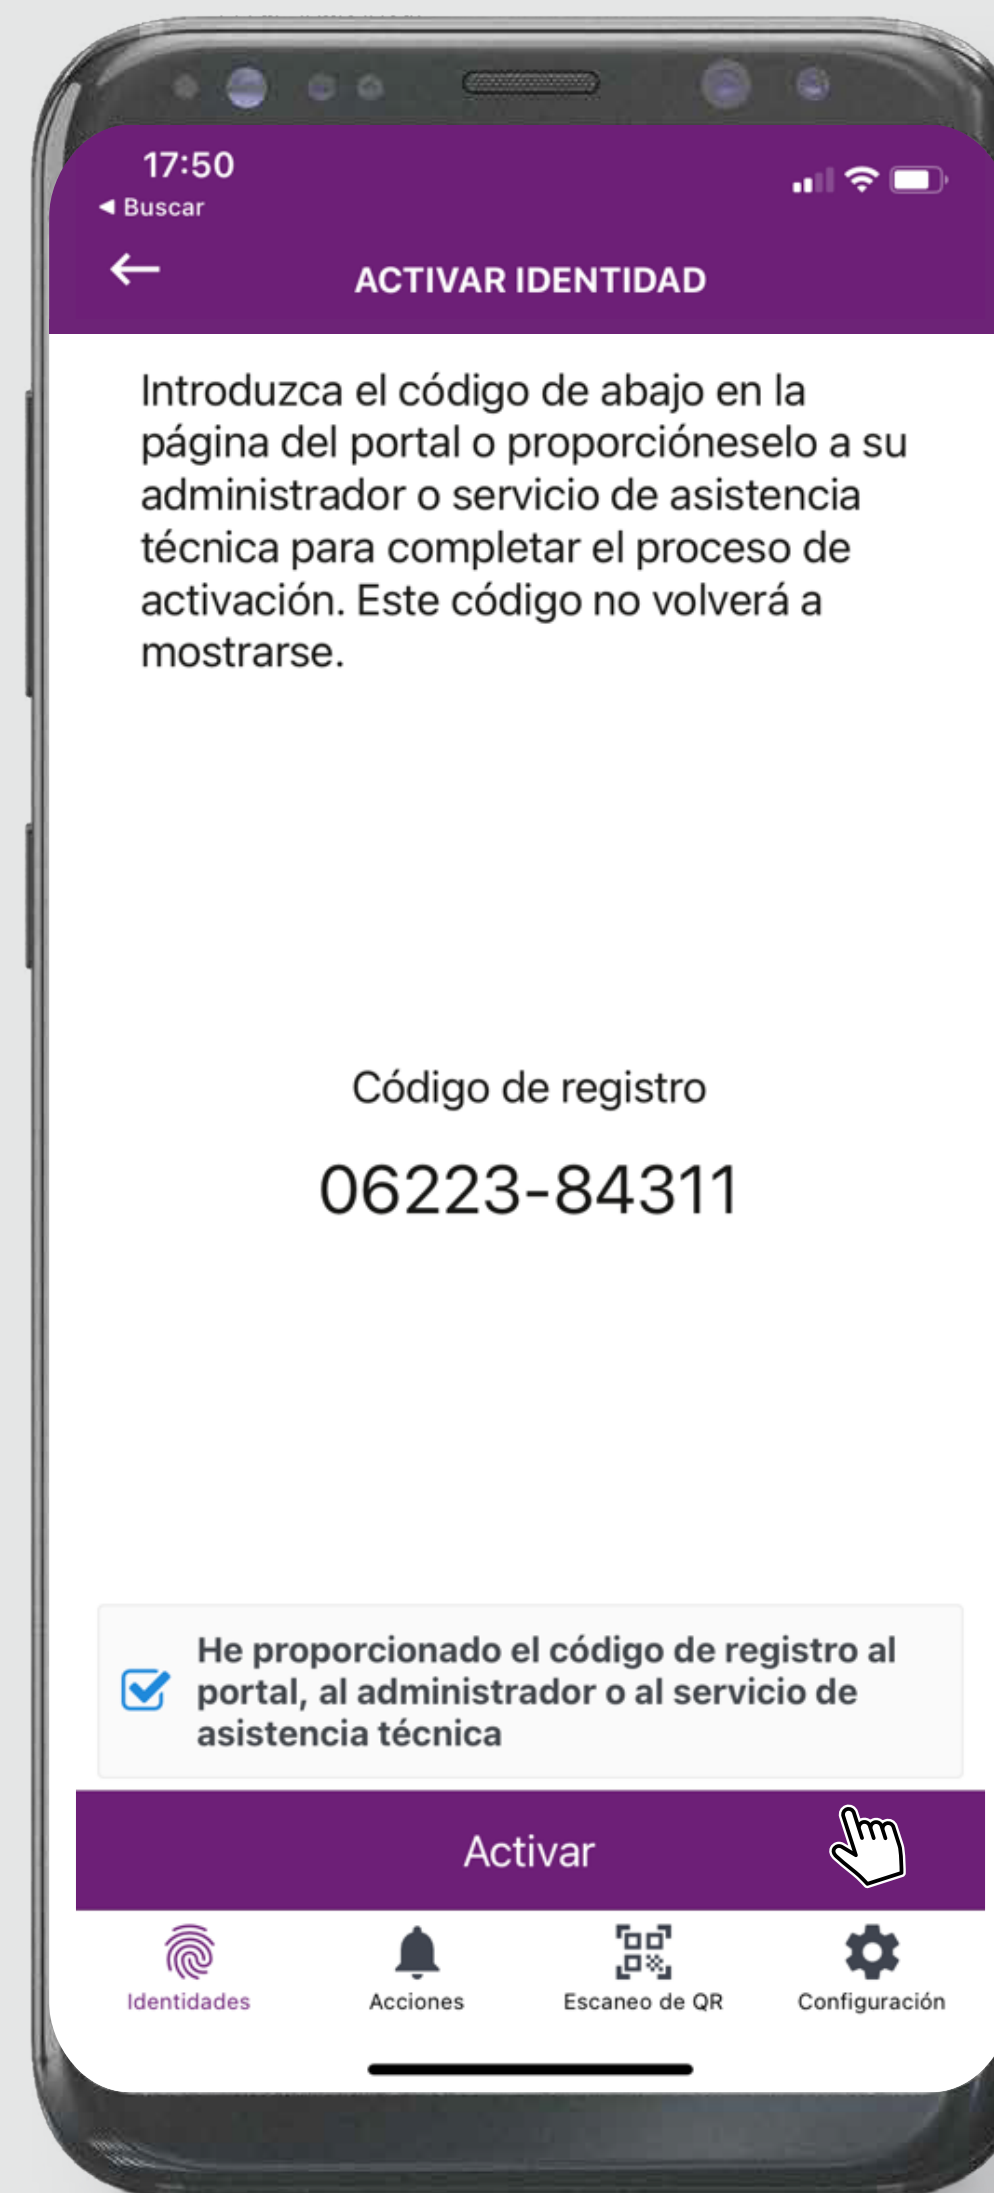 17:50
◀ Buscar
ACTIVAR IDENTIDAD
Introduzca el código de abajo en la
página del portal o proporcióneselo a su
administrador o servicio de asistencia
técnica para completar el proceso de
activación. Este código no volverá a
mostrarse.
Código de registro
06223-84311
He proporcionado el código de registro al
portal, al administrador o al servicio de
asistencia técnica
Activar
Identidades Acciones Escaneo de QR Configuración